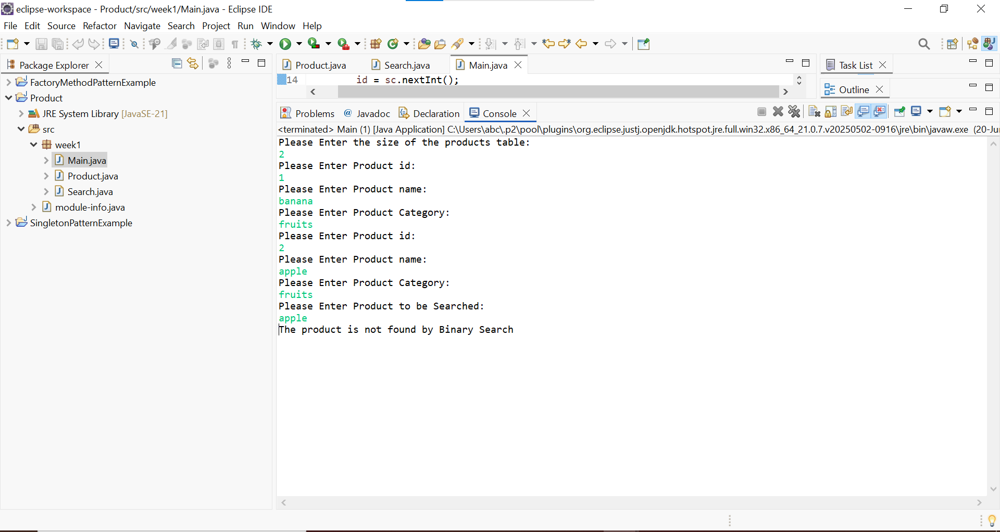 eclipse-workspace - Product/src/week1/Main.java - Eclipse IDE
File Edit Source Refactor Navigate Search Project Run Window Help
Package Explorer
FactoryMethodPatternExample
Product
JRE System Library [JavaSE-21]
src
week1
Main.java
Product.java
Search.java
module-info.java
SingletonPatternExample
Product.java Search.java Main.java
14 id = sc.nextInt();
Task List
Outline
Problems Javadoc Declaration Console
<terminated> Main (1) [Java Application] C:\Users\abc\.p2\pool\plugins\org.eclipse.justj.openjdk.hotspot.jre.full.win32.x86_64_21.0.7.v20250502-0916\jre\bin\javaw.exe (20-Ju
Please Enter the size of the products table:
2
Please Enter Product id:
1
Please Enter Product name:
banana
Please Enter Product Category:
fruits
Please Enter Product id:
2
Please Enter Product name:
apple
Please Enter Product Category:
fruits
Please Enter Product to be Searched:
apple
The product is not found by Binary Search